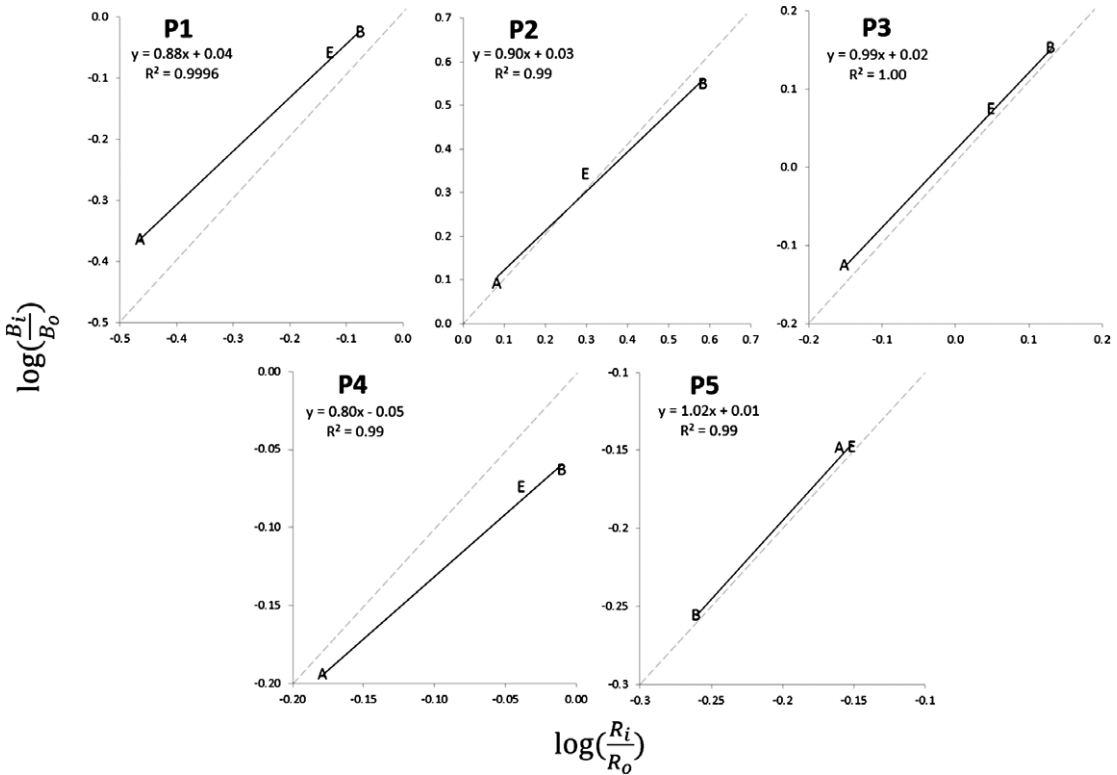 P1
y = 0.88x + 0.04
R² = 0.9996
0.0
-0.1
-0.2
-0.3
-0.4
-0.5
-0.5 -0.4 -0.3 -0.2 -0.1 0.0
A
E
B
P2
y = 0.90x + 0.03
R² = 0.99
0.7
0.6
0.5
0.4
0.3
0.2
0.1
0.0
0.0 0.1 0.2 0.3 0.4 0.5 0.6 0.7
A
E
B
P3
y = 0.99x + 0.02
R² = 1.00
0.2
0.1
0.0
-0.1
-0.2
-0.2 -0.1 0.0 0.1 0.2
A
E
B
log(Bi/Bo)
P4
y = 0.80x - 0.05
R² = 0.99
0.00
-0.05
-0.10
-0.15
-0.20
-0.20 -0.15 -0.10 -0.05 0.00
A
E
B
P5
y = 1.02x + 0.01
R² = 0.99
-0.1
-0.15
-0.2
-0.25
-0.3
-0.3 -0.25 -0.2 -0.15 -0.1
A E
B
log(Ri/Ro)